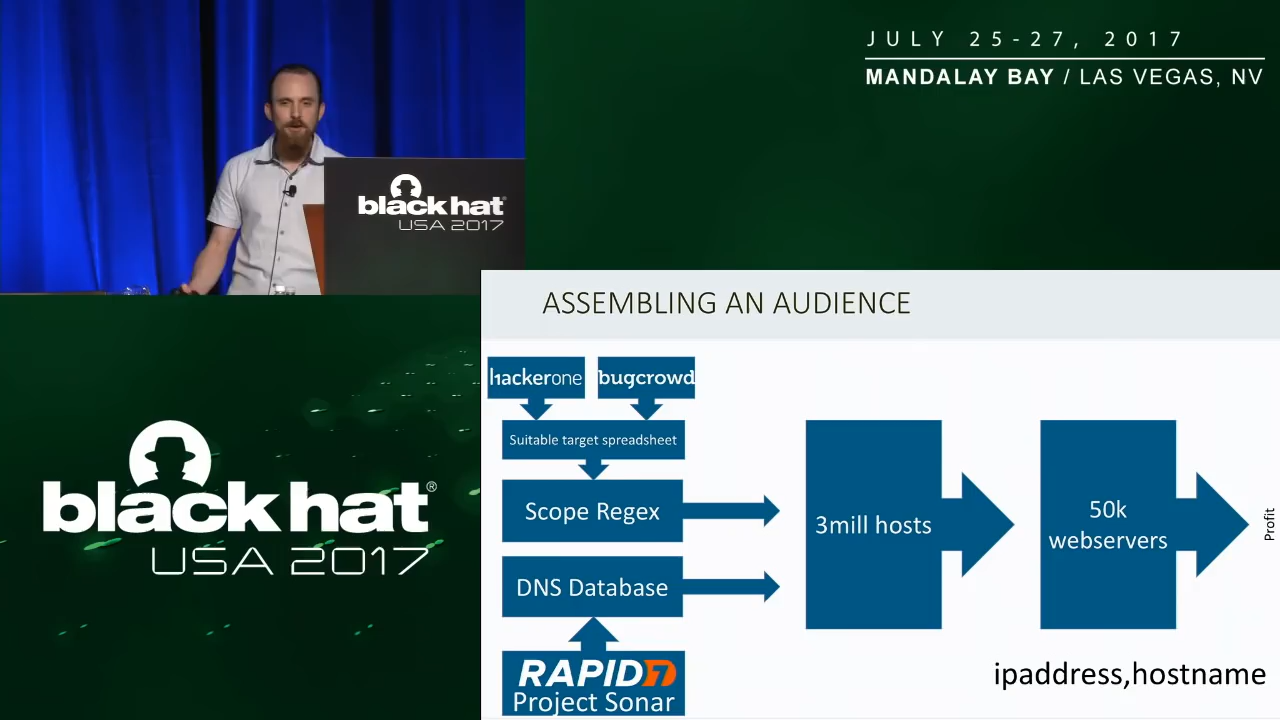 JULY 25-27, 2017
MANDALAY BAY / LAS VEGAS, NV
black hat®
USA 2017
ASSEMBLING AN AUDIENCE
hackerone
bugcrowd
Suitable target spreadsheet
Scope Regex
DNS Database
RAPID7
Project Sonar
3mill hosts
50k
webservers
Profit
ipaddress,hostname
black hat®
USA 2017